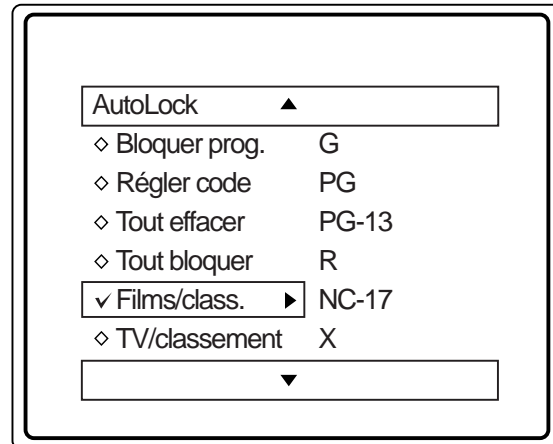 AutoLock
Bloquer prog. G
Régler code PG
Tout effacer PG-13
Tout bloquer R
Films/class. NC-17
TV/classement X